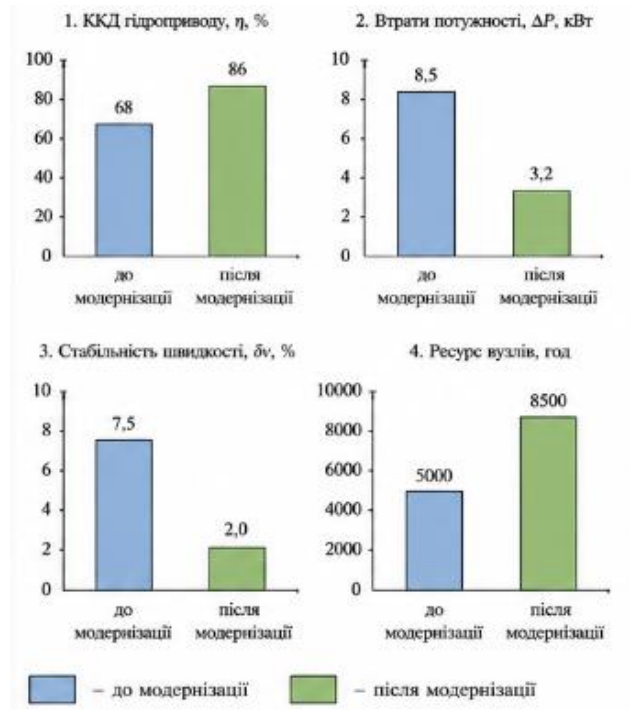 1. ККД гідроприводу, η, %
100
80
60
40
20
0
68
86
до модернізації
після модернізації
2. Втрати потужності, ΔP, кВт
10
8
6
4
2
0
8,5
3,2
до модернізації
після модернізації
3. Стабільність швидкості, δv, %
10
8
6
4
2
0
7,5
2,0
до модернізації
після модернізації
4. Ресурс вузлів, год
10000
8000
6000
4000
2000
0
5000
8500
до модернізації
після модернізації
– до модернізації
– після модернізації